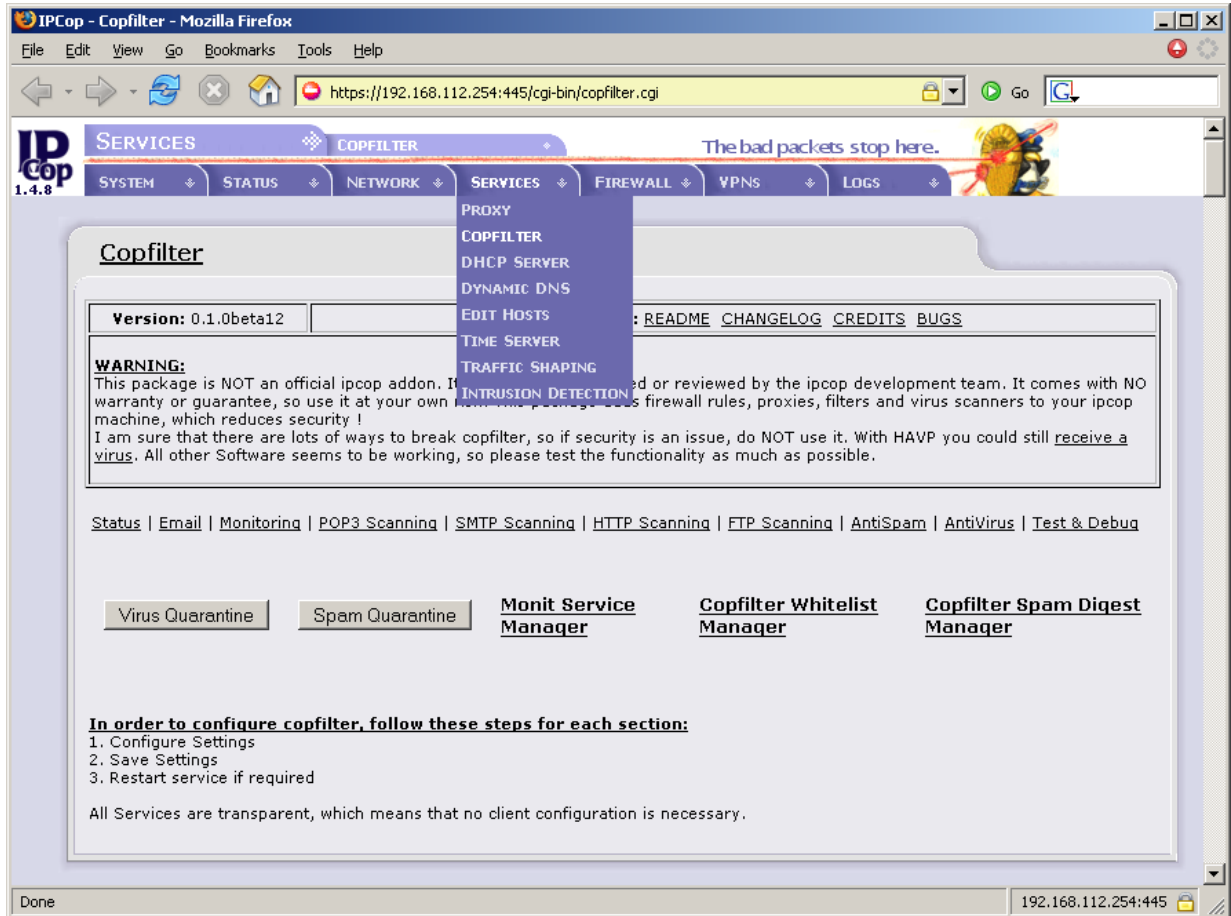 IPCop - Copfilter - Mozilla Firefox
File Edit View Go Bookmarks Tools Help
https://192.168.112.254:445/cgi-bin/copfilter.cgi
Go
G
IP
Cop
1.4.8
SERVICES
COPFILTER
The bad packets stop here.
SYSTEM STATUS NETWORK SERVICES FIREWALL VPNS LOGS
PROXY
COPFILTER
DHCP SERVER
DYNAMIC DNS
EDIT HOSTS
TIME SERVER
TRAFFIC SHAPING
INTRUSION DETECTION
Copfilter
Version: 0.1.0beta12
: README CHANGELOG CREDITS BUGS
WARNING:
This package is NOT an official ipcop addon. It ed or reviewed by the ipcop development team. It comes with NO
warranty or guarantee, so use it at your own firewall rules, proxies, filters and virus scanners to your ipcop
machine, which reduces security !
I am sure that there are lots of ways to break copfilter, so if security is an issue, do NOT use it. With HAVP you could still receive a
virus. All other Software seems to be working, so please test the functionality as much as possible.
Status | Email | Monitoring | POP3 Scanning | SMTP Scanning | HTTP Scanning | FTP Scanning | AntiSpam | AntiVirus | Test & Debug
Virus Quarantine
Spam Quarantine
Monit Service
Manager
Copfilter Whitelist
Manager
Copfilter Spam Digest
Manager
In order to configure copfilter, follow these steps for each section:
1. Configure Settings
2. Save Settings
3. Restart service if required
All Services are transparent, which means that no client configuration is necessary.
Done
192.168.112.254:445